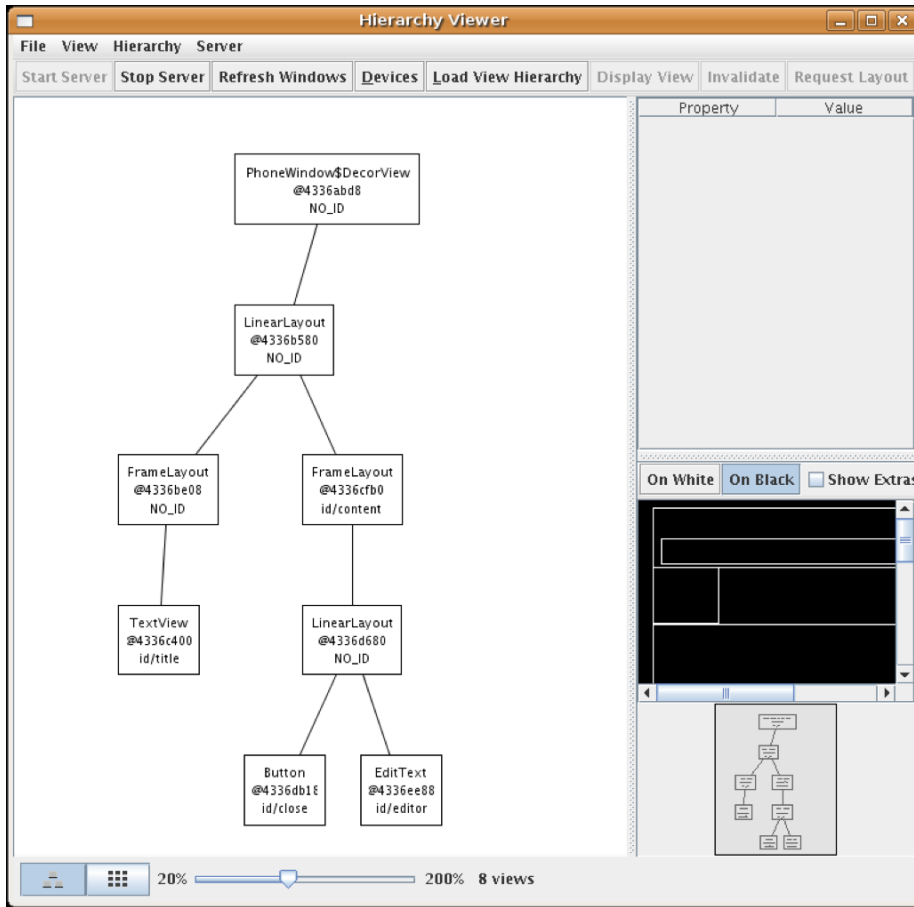 Hierarchy Viewer
File View Hierarchy Server
Start Server Stop Server Refresh Windows Devices Load View Hierarchy Display View Invalidate Request Layout
Property Value
PhoneWindow$DecorView
@4336abd8
NO_ID
LinearLayout
@4336b580
NO_ID
FrameLayout
@4336be08
NO_ID
FrameLayout
@4336cfb0
id/content
TextView
@4336c400
id/title
LinearLayout
@4336d680
NO_ID
Button
@4336db18
id/close
EditText
@4336ee88
id/editor
On White On Black Show Extras
20% 200% 8 views